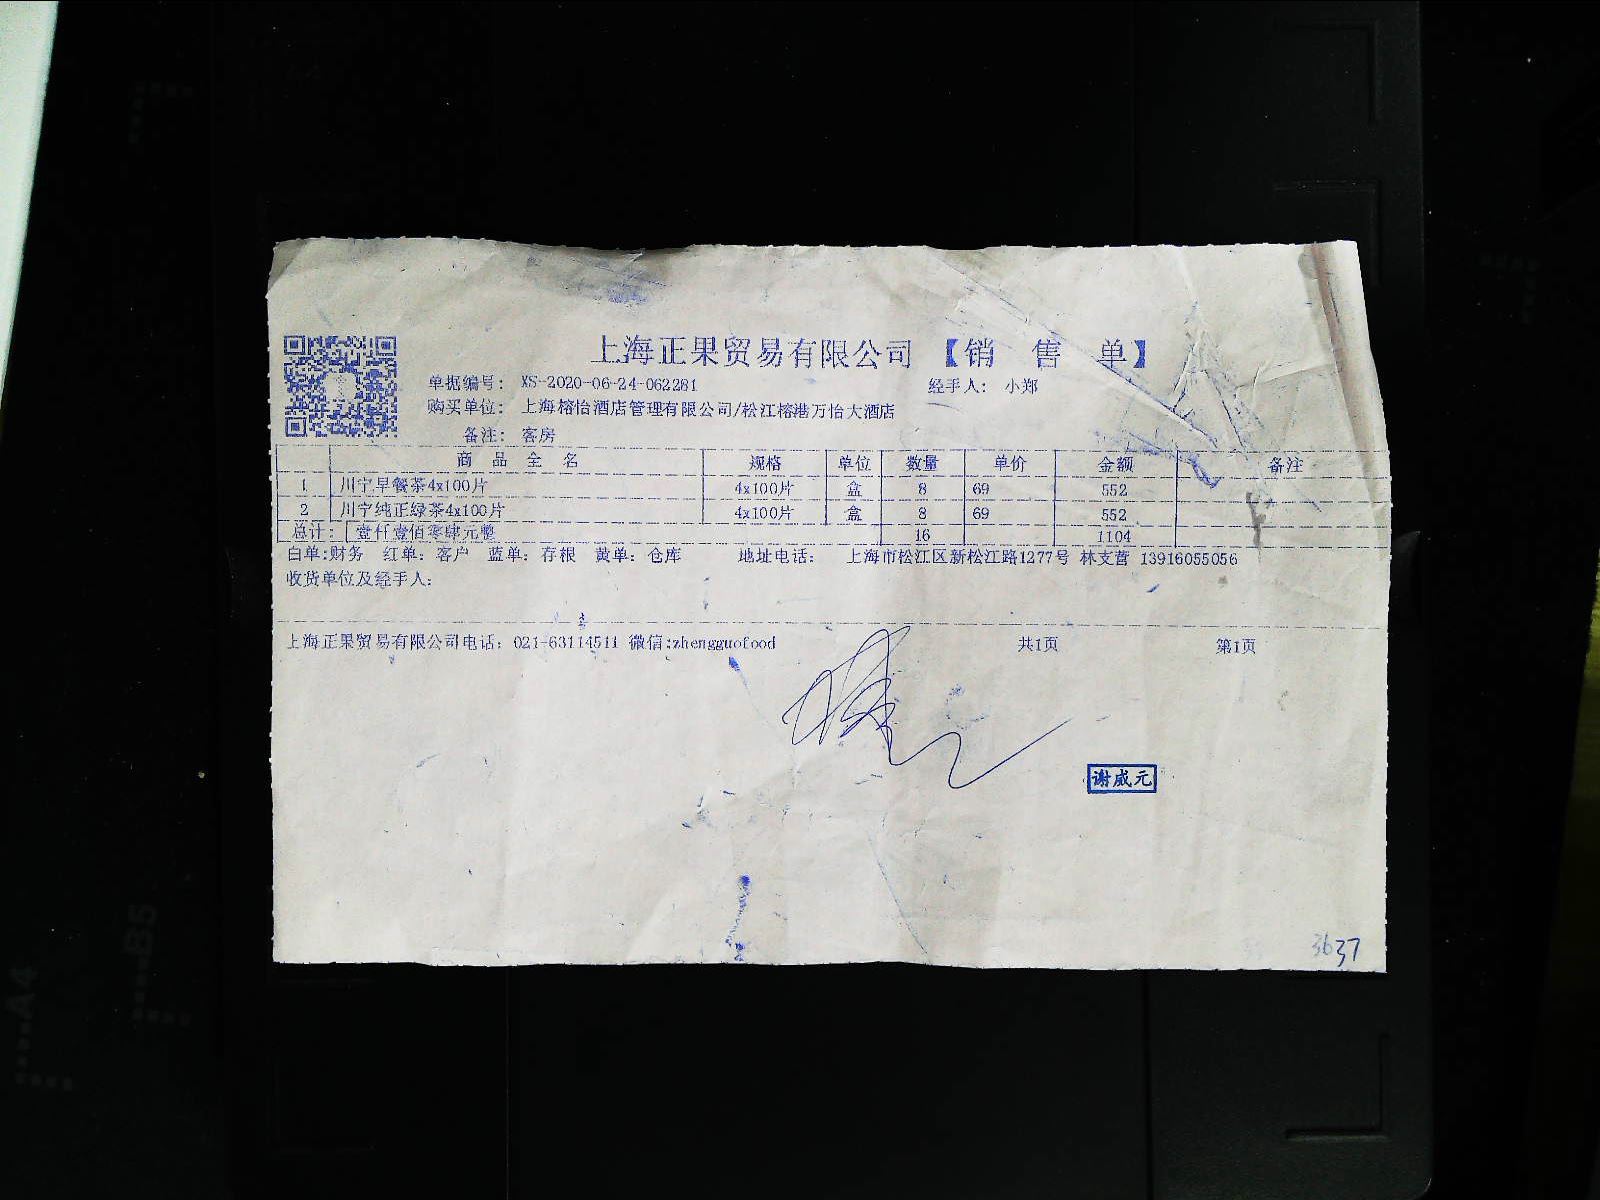 上海正果贸易有限公司【销 售 单】
单据编号： XS-2020-06-24-062281 经手人： 小郑
购买单位： 上海榕怡酒店管理有限公司/松江榕港万怡大酒店
备注： 客房
商 品 全 名 规格 单位 数量 单价 金额 备注
1 川宁早餐茶4x100片 4x100片 盒 8 69 552
2 川宁纯正绿茶4x100片 4x100片 盒 8 69 552
总计： 壹仟壹佰零肆元整 16 1104
白单:财务 红单：客户 蓝单：存根 黄单：仓库 地址电话： 上海市松江区新松江路1277号 林支营 13916055056
收货单位及经手人：
上海正果贸易有限公司电话：021-63114511 微信:zhengguofood 共1页 第1页
谢威元
3637
A4
B5